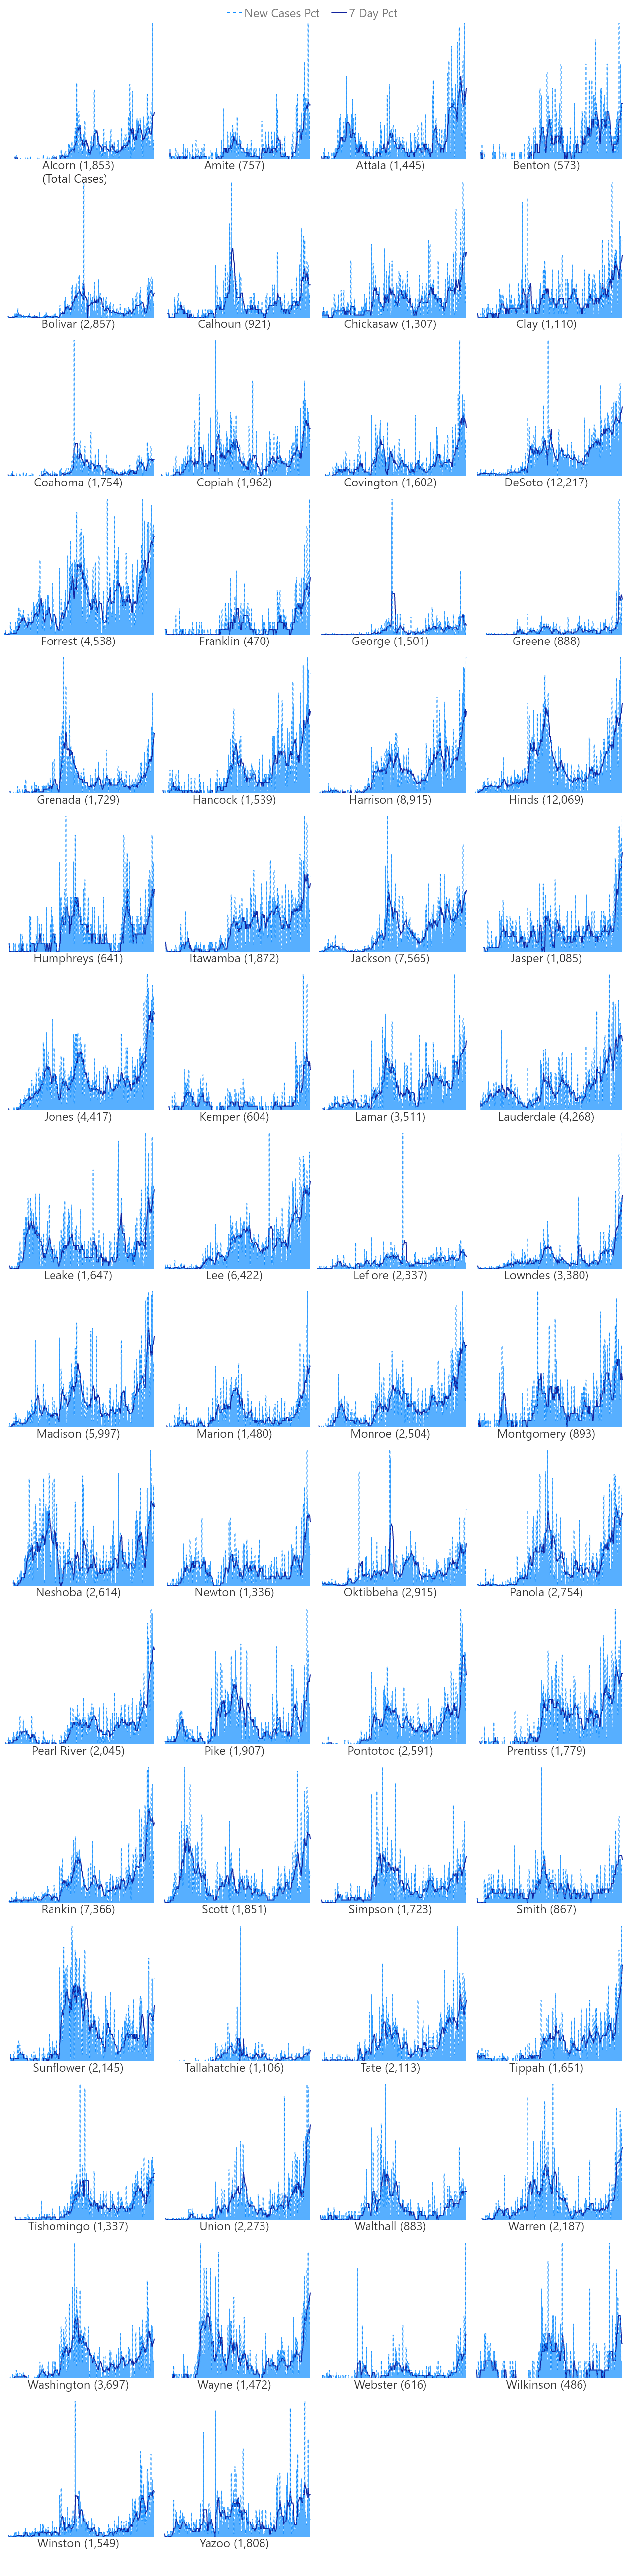 New Cases Pct 7 Day Pct
Alcorn (1,853) Amite (757) Attala (1,445) Benton (573)
(Total Cases)
Bolivar (2,857) Calhoun (921) Chickasaw (1,307) Clay (1,110)
Coahoma (1,754) Copiah (1,962) Covington (1,602) DeSoto (12,217)
Forrest (4,538) Franklin (470) George (1,501) Greene (888)
Grenada (1,729) Hancock (1,539) Harrison (8,915) Hinds (12,069)
Humphreys (641) Itawamba (1,872) Jackson (7,565) Jasper (1,085)
Jones (4,417) Kemper (604) Lamar (3,511) Lauderdale (4,268)
Leake (1,647) Lee (6,422) Leflore (2,337) Lowndes (3,380)
Madison (5,997) Marion (1,480) Monroe (2,504) Montgomery (893)
Neshoba (2,614) Newton (1,336) Oktibbeha (2,915) Panola (2,754)
Pearl River (2,045) Pike (1,907) Pontotoc (2,591) Prentiss (1,779)
Rankin (7,366) Scott (1,851) Simpson (1,723) Smith (867)
Sunflower (2,145) Tallahatchie (1,106) Tate (2,113) Tippah (1,651)
Tishomingo (1,337) Union (2,273) Walthall (883) Warren (2,187)
Washington (3,697) Wayne (1,472) Webster (616) Wilkinson (486)
Winston (1,549) Yazoo (1,808)